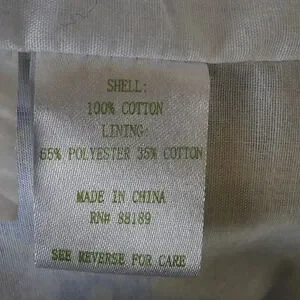 SHELL:
100% COTTON
LINING:
65% POLYESTER 35% COTTON
MADE IN CHINA
RN# 88189
SEE REVERSE FOR CARE